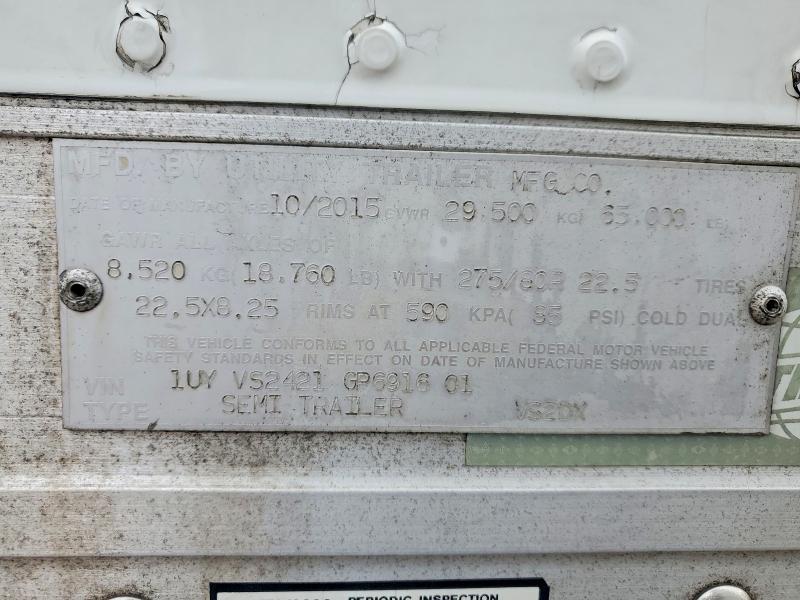 MFD. BY UTILITY TRAILER MFG CO.
DATE OF MANUFACTURE 10/2015 GVWR 29,500 KG( 65,000 LB)
GAWR ALL AXLES OF
8,520 KG( 18,760 LB) WITH 275/80R 22.5 TIRES
22.5X8.25 RIMS AT 590 KPA( 85 PSI) COLD DUAL
THIS VEHICLE CONFORMS TO ALL APPLICABLE FEDERAL MOTOR VEHICLE
SAFETY STANDARDS IN EFFECT ON DATE OF MANUFACTURE SHOWN ABOVE
VIN 1UY VS2421 GP6916 01
TYPE SEMI TRAILER VS2DX
PERIODIC INSPECTION